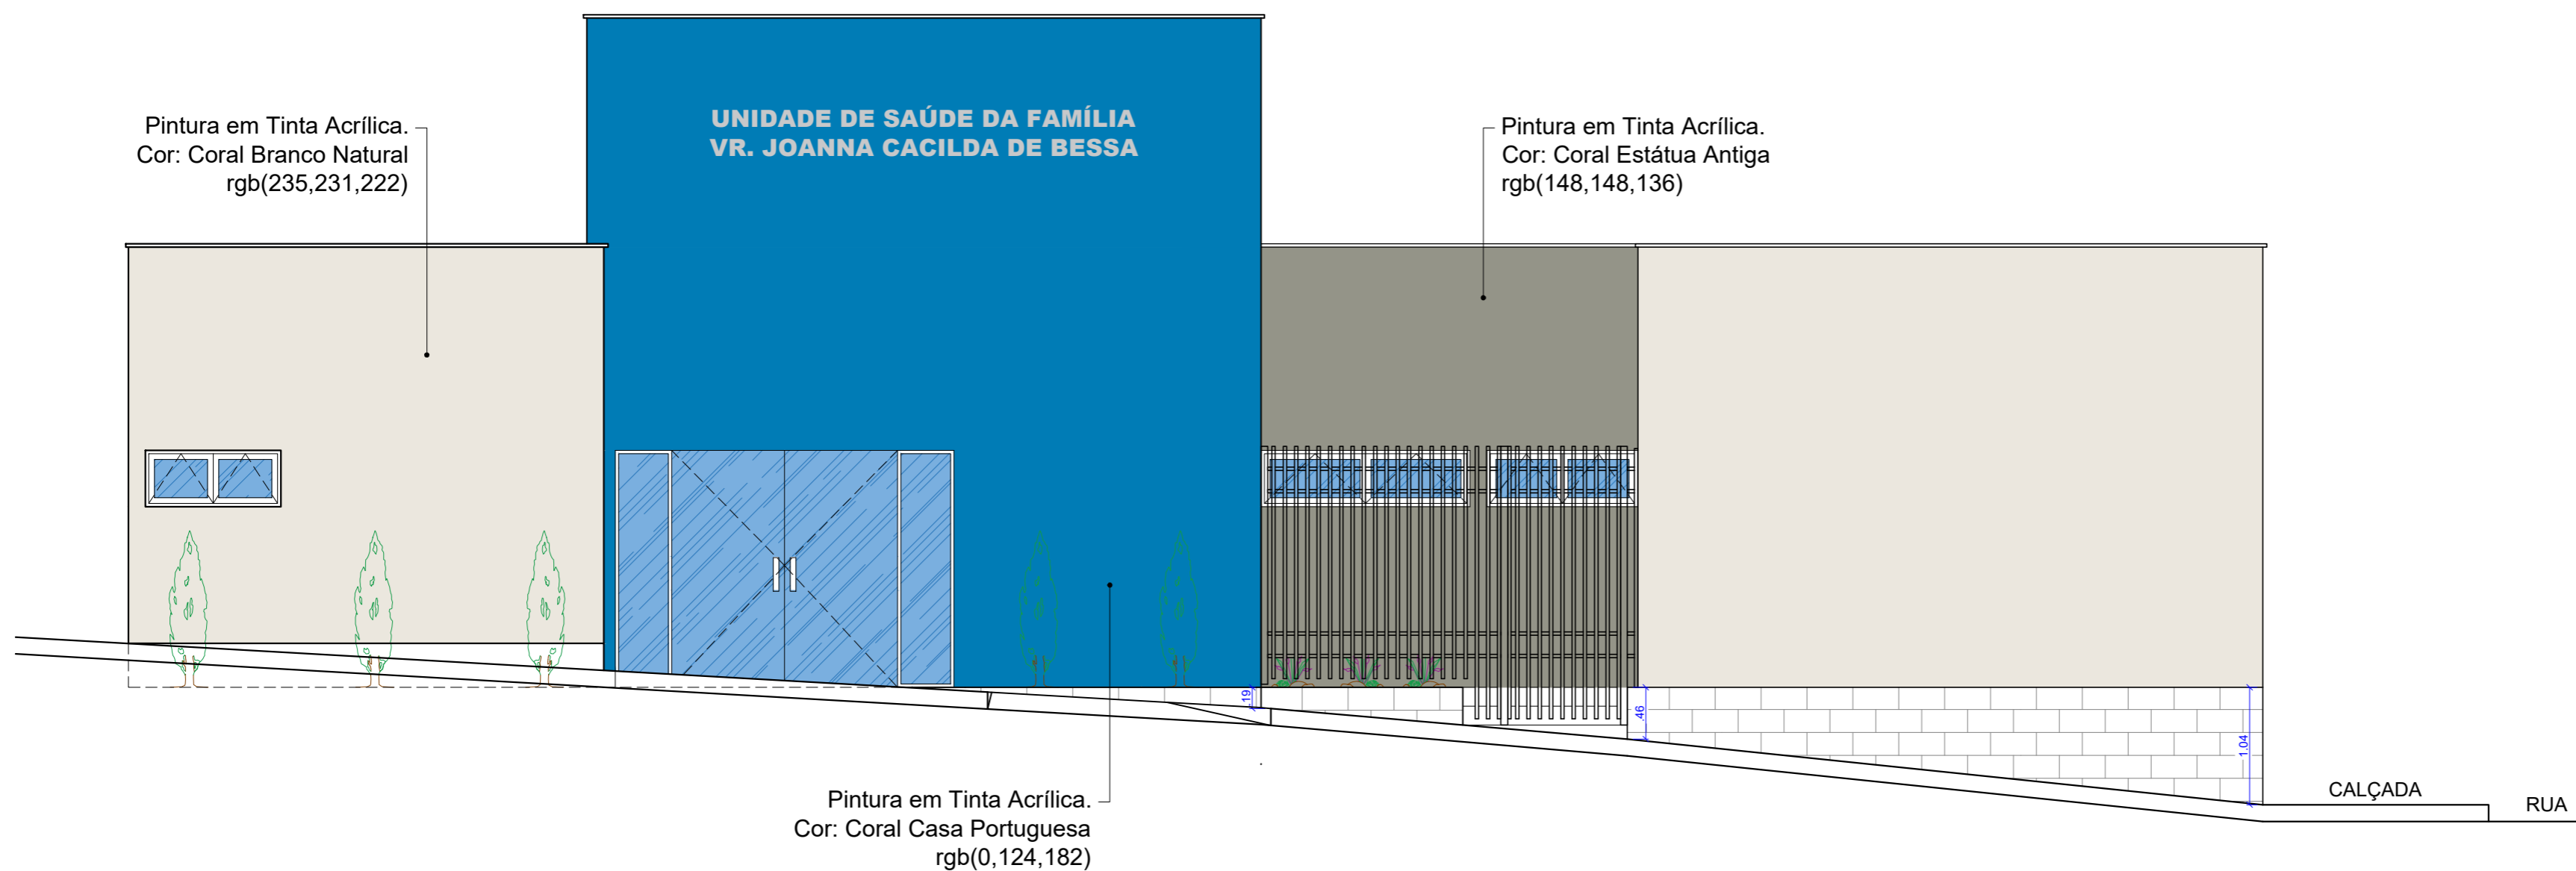 UNIDADE DE SAÚDE DA FAMÍLIA
VR. JOANNA CACILDA DE BESSA
Pintura em Tinta Acrílica.
Cor: Coral Branco Natural
rgb(235,231,222)
Pintura em Tinta Acrílica.
Cor: Coral Estátua Antiga
rgb(148,148,136)
.19
.46
1.04
CALÇADA
RUA
Pintura em Tinta Acrílica.
Cor: Coral Casa Portuguesa
rgb(0,124,182)